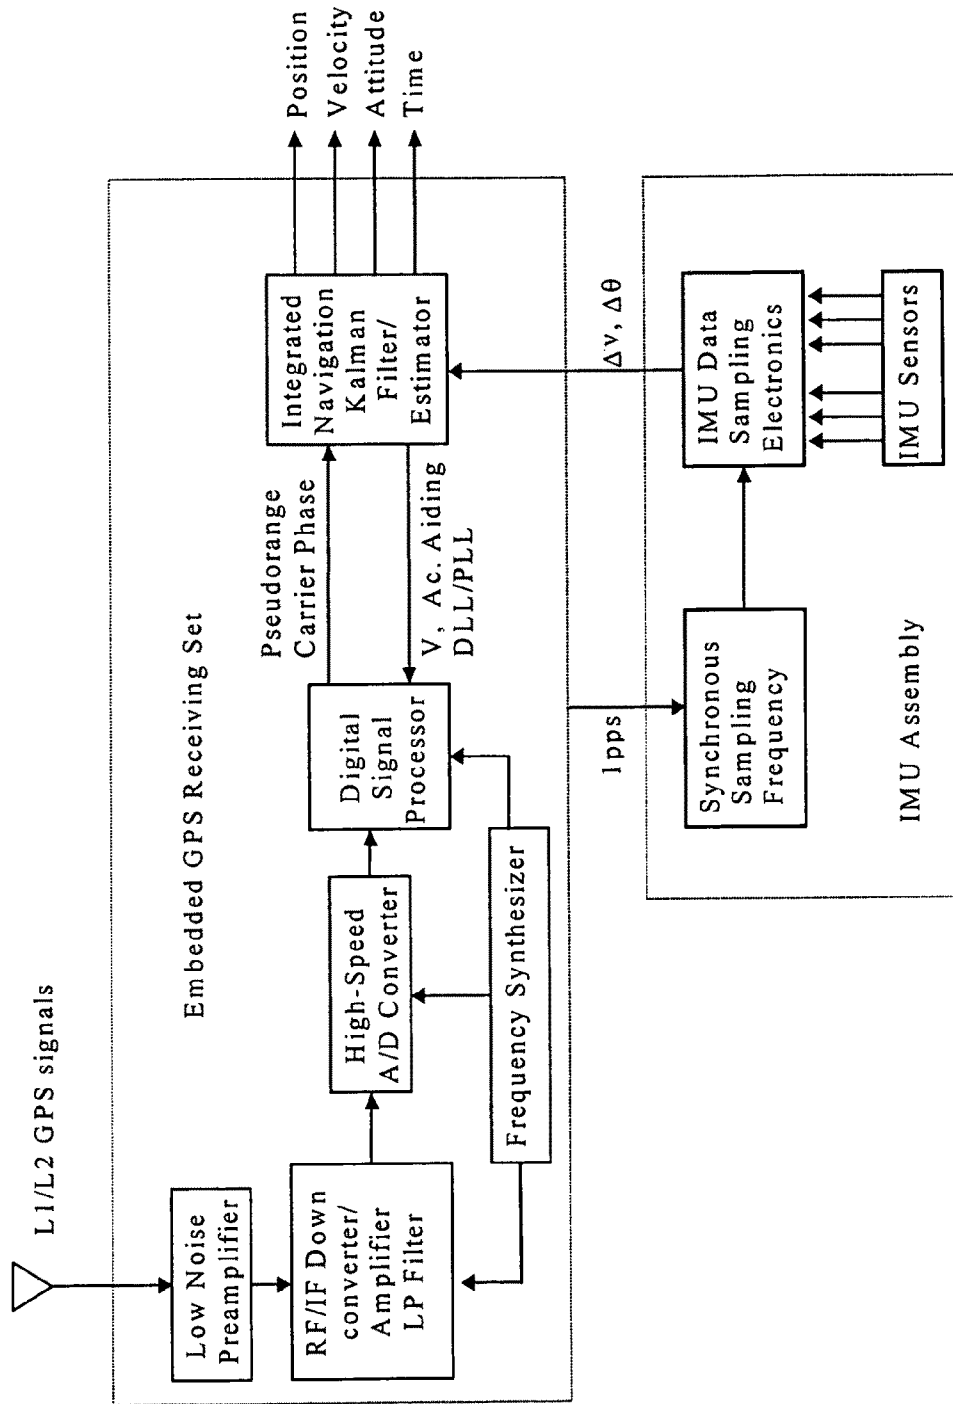 L1/L2 GPS signals
Embedded GPS Receiving Set
Low Noise
Preamplifier
RF/IF Down
converter/
Amplifier
LP Filter
High-Speed
A/D Converter
Digital
Signal
Processor
Pseudorange
Carrier Phase
V, Ac. Aiding
DLL/PLL
Integrated
Navigation
Kalman
Filter/
Estimator
Position
Velocity
Attitude
Time
Frequency Synthesizer
1pps
Δv, Δθ
Synchronous
Sampling
Frequency
IMU Data
Sampling
Electronics
IMU Sensors
IMU Assembly